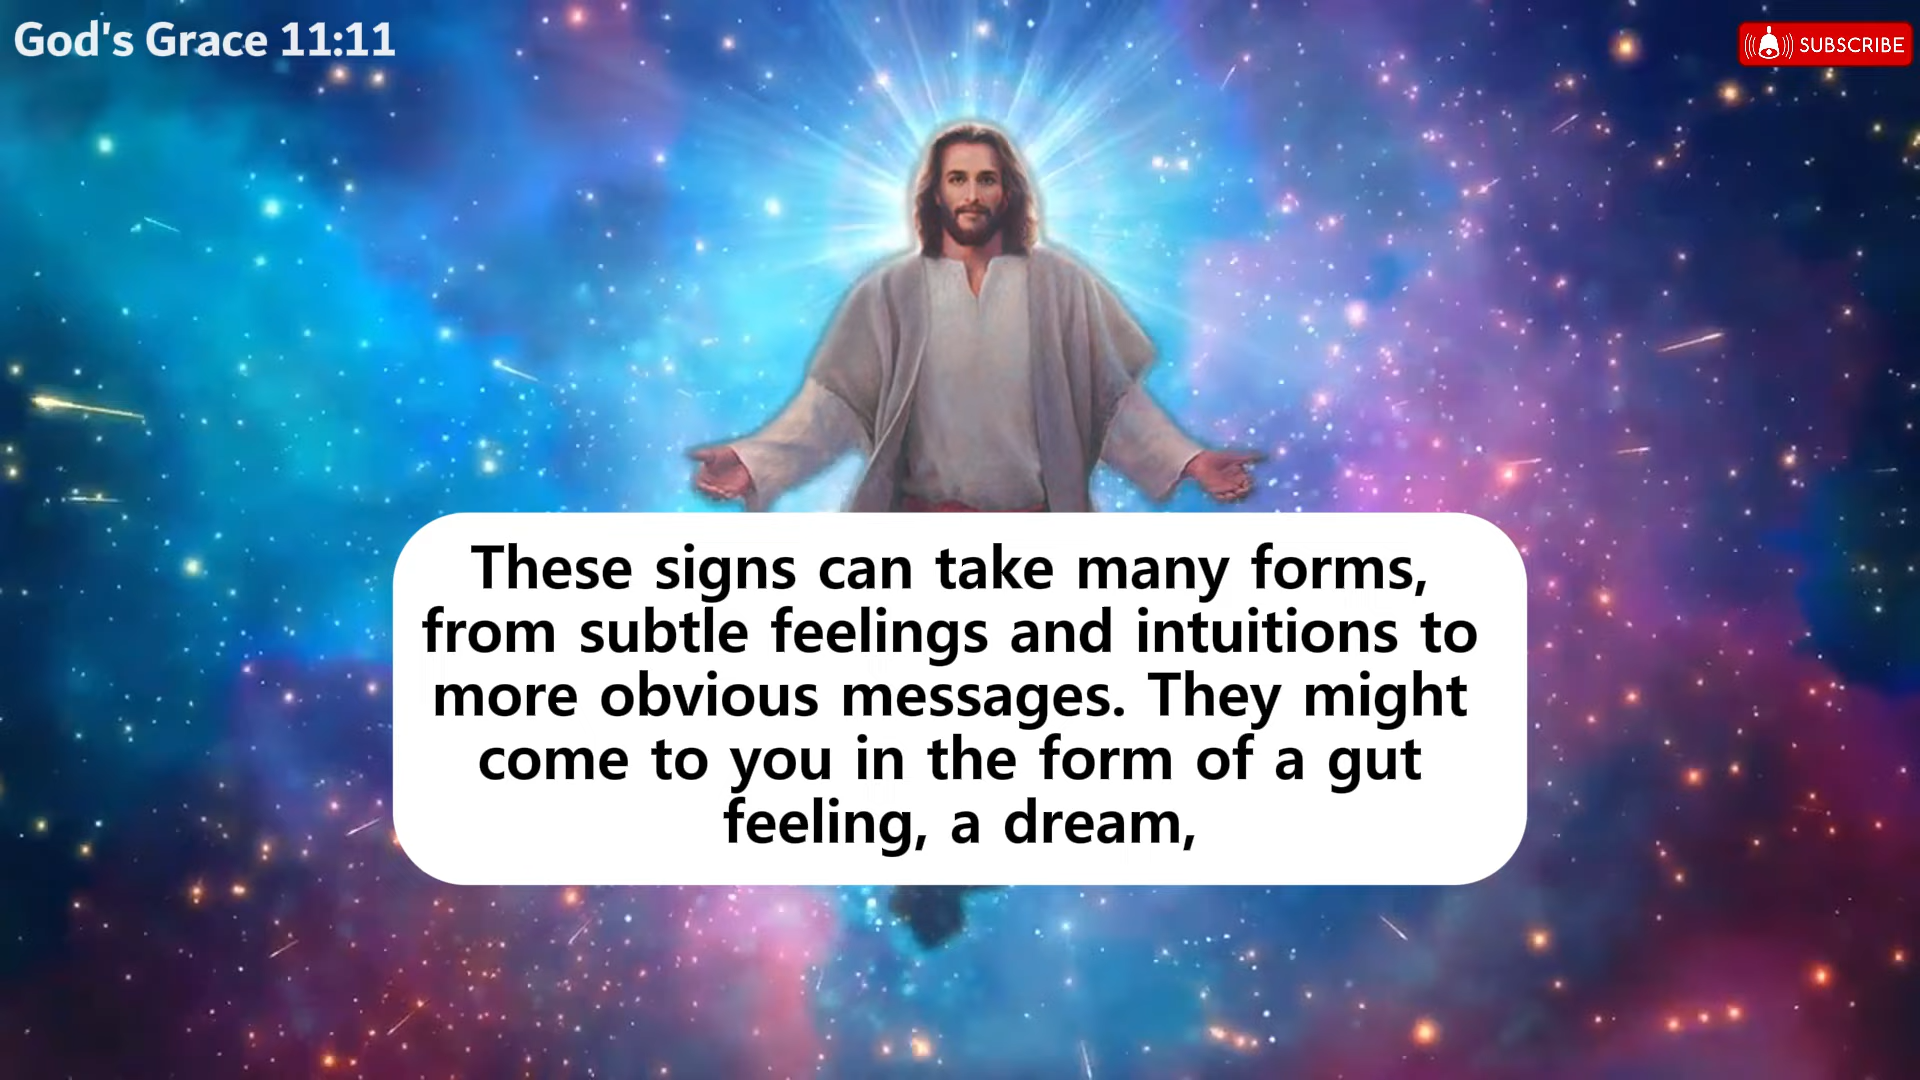 God's Grace 11:11
SUBSCRIBE
These signs can take many forms,
from subtle feelings and intuitions to
more obvious messages. They might
come to you in the form of a gut
feeling, a dream,